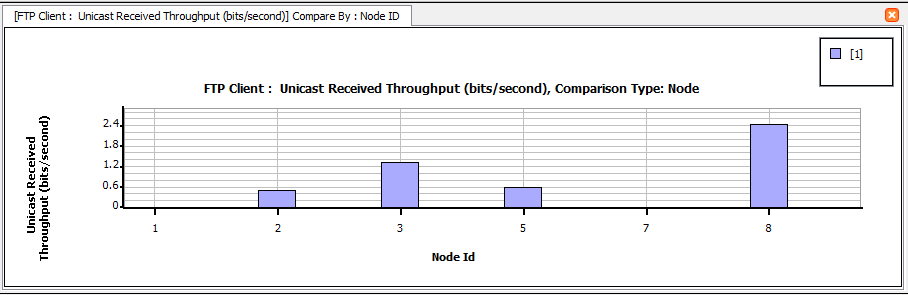 [FTP Client :  Unicast Received Throughput (bits/second)] Compare By : Node ID
[1]
FTP Client :  Unicast Received Throughput (bits/second), Comparison Type: Node
Unicast Received
Throughput (bits/second)
2.4
1.8
1.2
0.6
0
1 2 3 5 7 8
Node Id